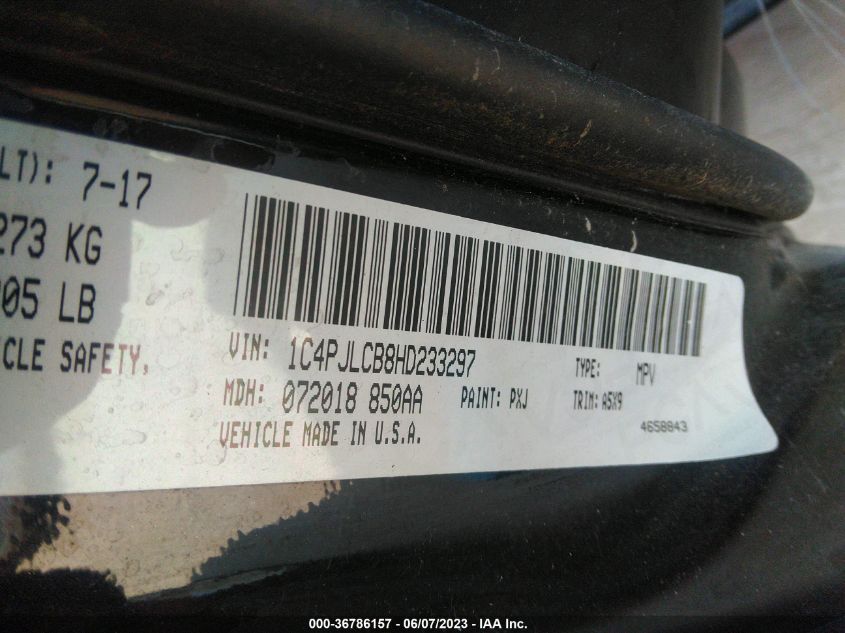 LT): 7-17
273 KG
05 LB
CLE SAFETY,
VIN: 1C4PJLCB8HD233297 TYPE: MPV
MDH: 072018 850AA PAINT: PXJ TRIM: A5X9
VEHICLE MADE IN U.S.A. 4658843
000-36786157 - 06/07/2023 - IAA Inc.